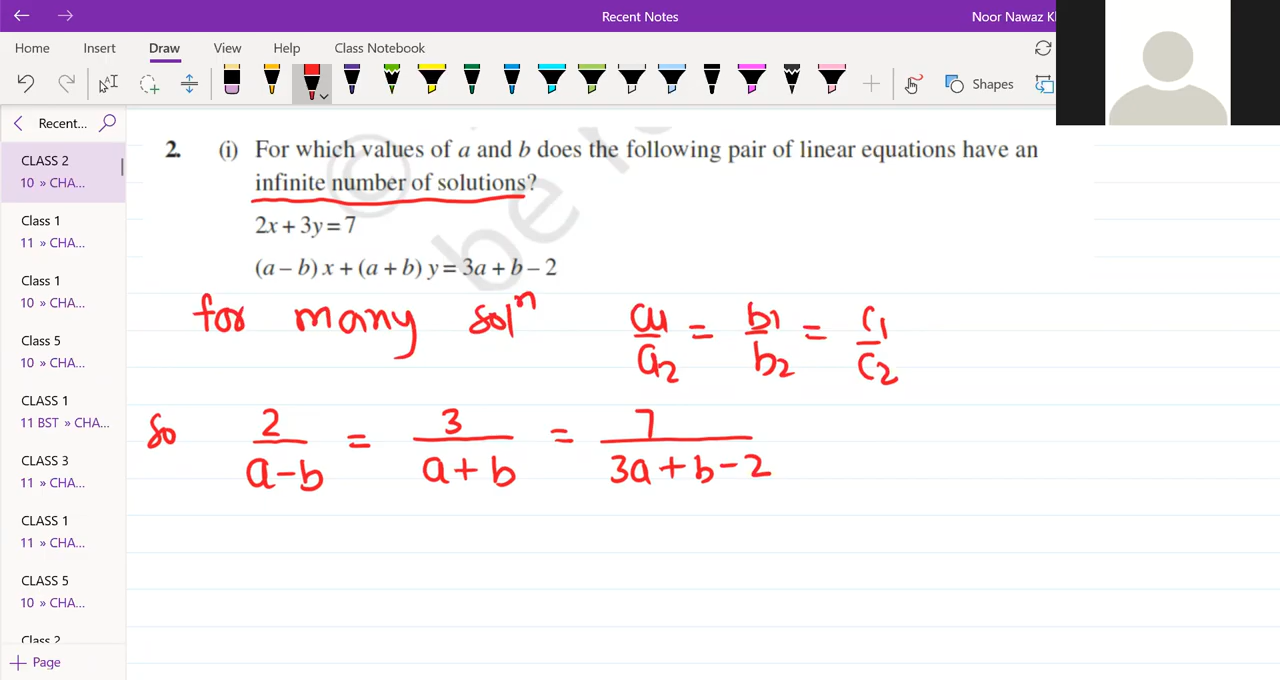 Recent Notes
Noor Nawaz K
Home Insert Draw View Help Class Notebook
Shapes
Recent...
CLASS 2
10 » CHA...
Class 1
11 » CHA...
Class 1
10 » CHA...
Class 5
10 » CHA...
CLASS 1
11 BST » CHA...
CLASS 3
11 » CHA...
CLASS 1
11 » CHA...
CLASS 5
10 » CHA...
Class 2
Page
2. (i) For which values of a and b does the following pair of linear equations have an
infinite number of solutions?
2x + 3y = 7
(a – b) x + (a + b) y = 3a + b – 2
© be re
for many solⁿ a1/a2 = b1/b2 = c1/c2
so 2/(a-b) = 3/(a+b) = 7/(3a+b-2)